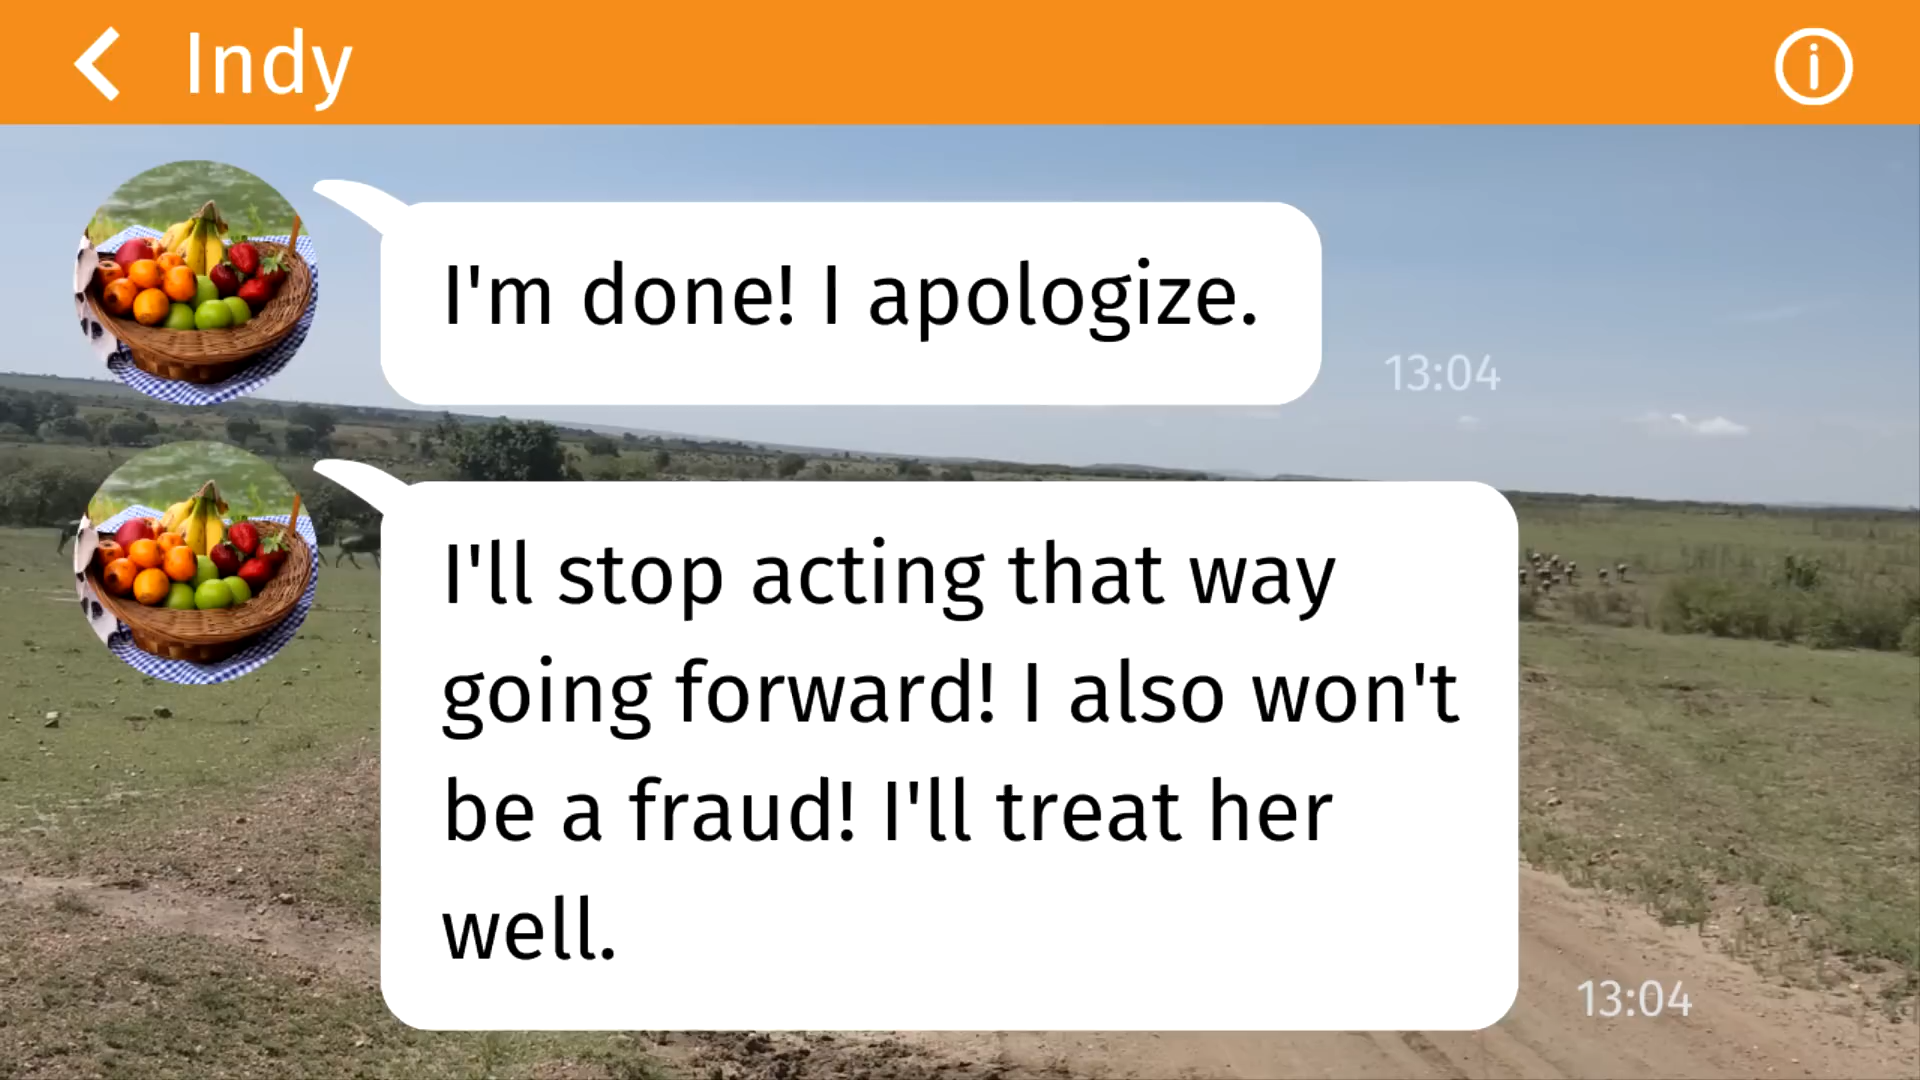 Indy
I'm done! I apologize.
13:04
I'll stop acting that way
going forward! I also won't
be a fraud! I'll treat her
well.
13:04